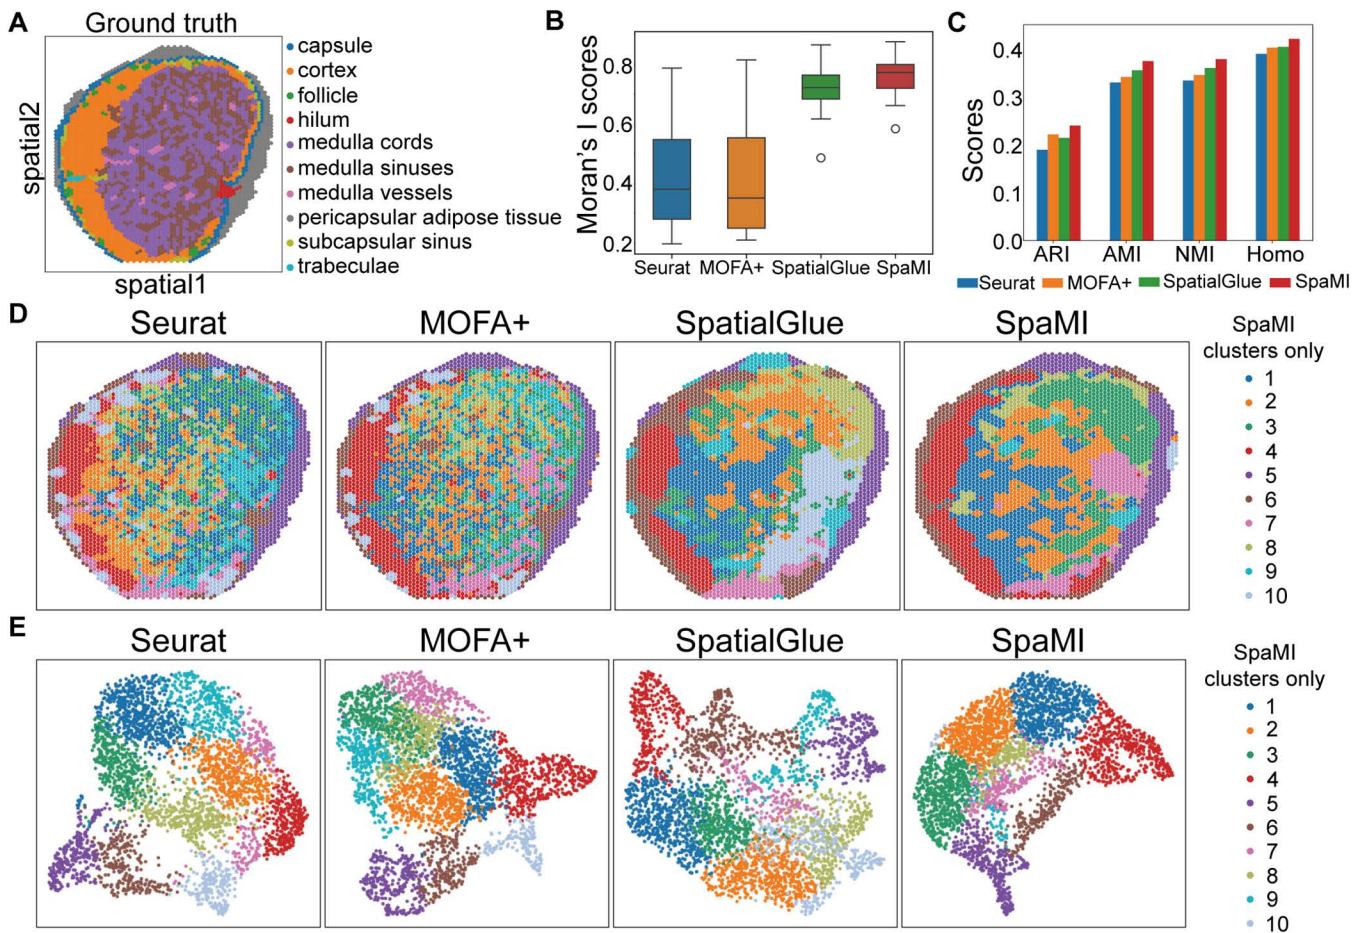 A
Ground truth
spatial2
spatial1
capsule
cortex
follicle
hilum
medulla cords
medulla sinuses
medulla vessels
pericapsular adipose tissue
subcapsular sinus
trabeculae
B
Moran's I scores
0.8
0.6
0.4
0.2
Seurat MOFA+ SpatialGlue SpaMI
C
Scores
0.4
0.3
0.2
0.1
0.0
ARI AMI NMI Homo
Seurat MOFA+ SpatialGlue SpaMI
D
Seurat MOFA+ SpatialGlue SpaMI
SpaMI
clusters only
1
2
3
4
5
6
7
8
9
10
E
Seurat MOFA+ SpatialGlue SpaMI
SpaMI
clusters only
1
2
3
4
5
6
7
8
9
10